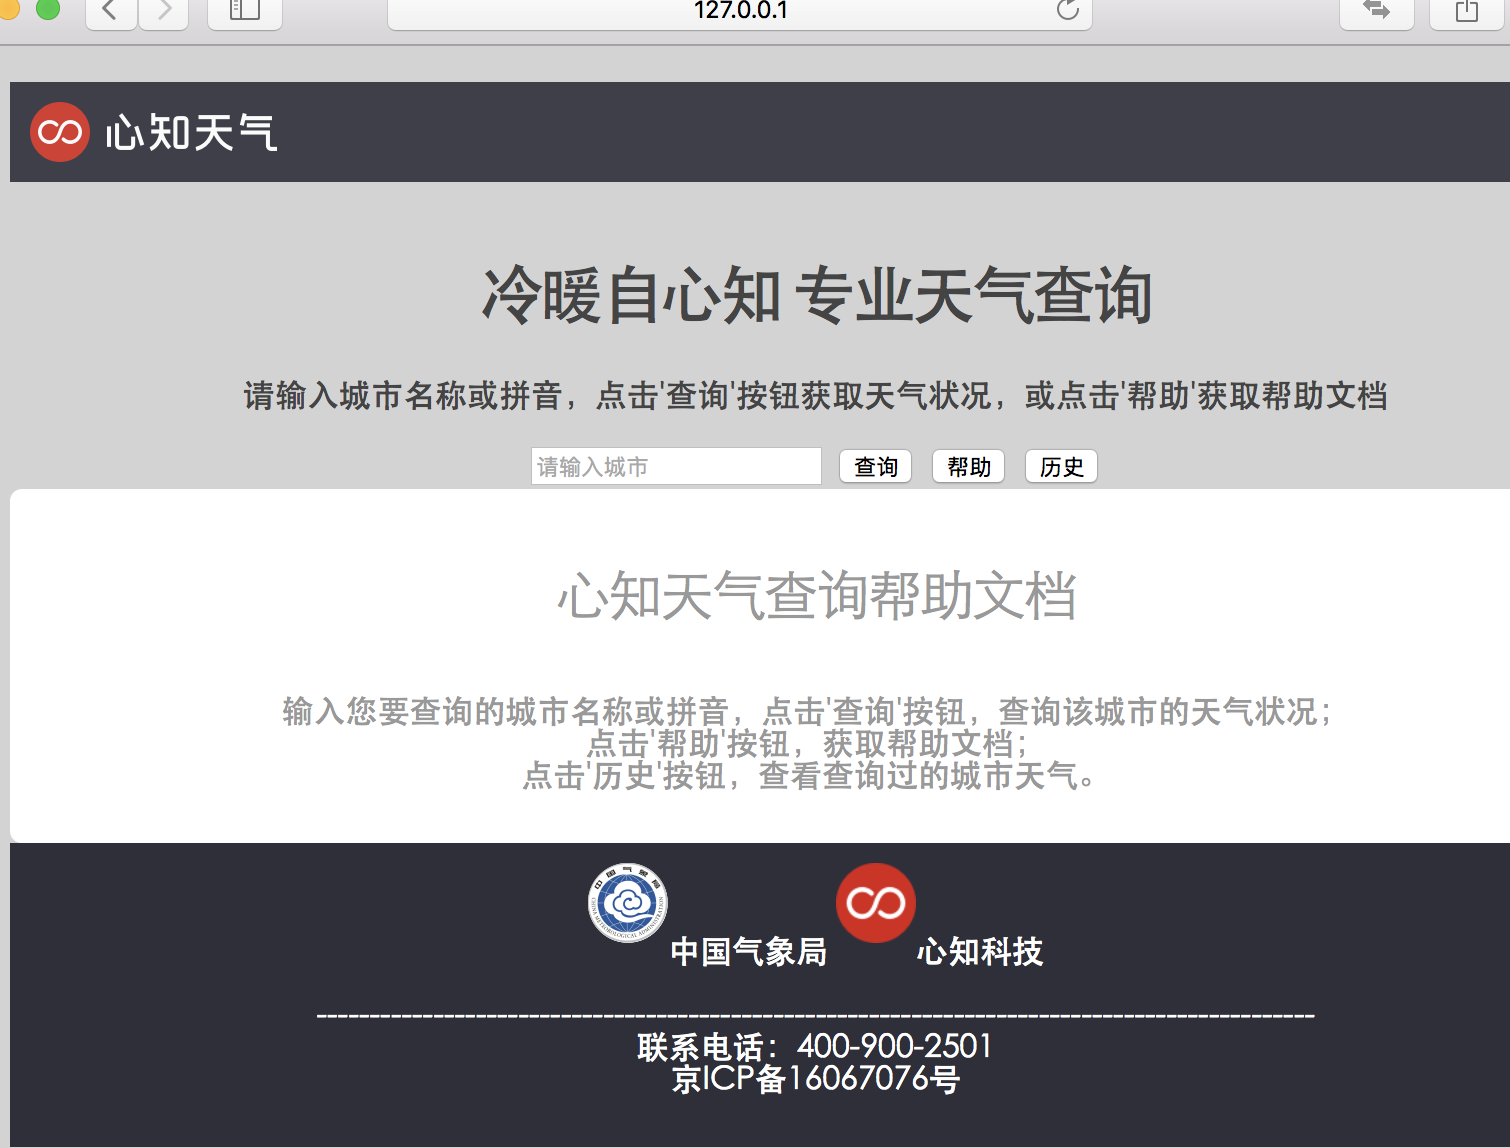 127.0.0.1
心知天气
冷暖自心知 专业天气查询
请输入城市名称或拼音，点击'查询'按钮获取天气状况，或点击'帮助'获取帮助文档
请输入城市 查询 帮助 历史
心知天气查询帮助文档
输入您要查询的城市名称或拼音，点击'查询'按钮，查询该城市的天气状况；
点击'帮助'按钮，获取帮助文档；
点击'历史'按钮，查看查询过的城市天气。
中国气象局
CHINA METEOROLOGICAL ADMINISTRATION
中国气象局 心知科技
联系电话：400-900-2501
京ICP备16067076号